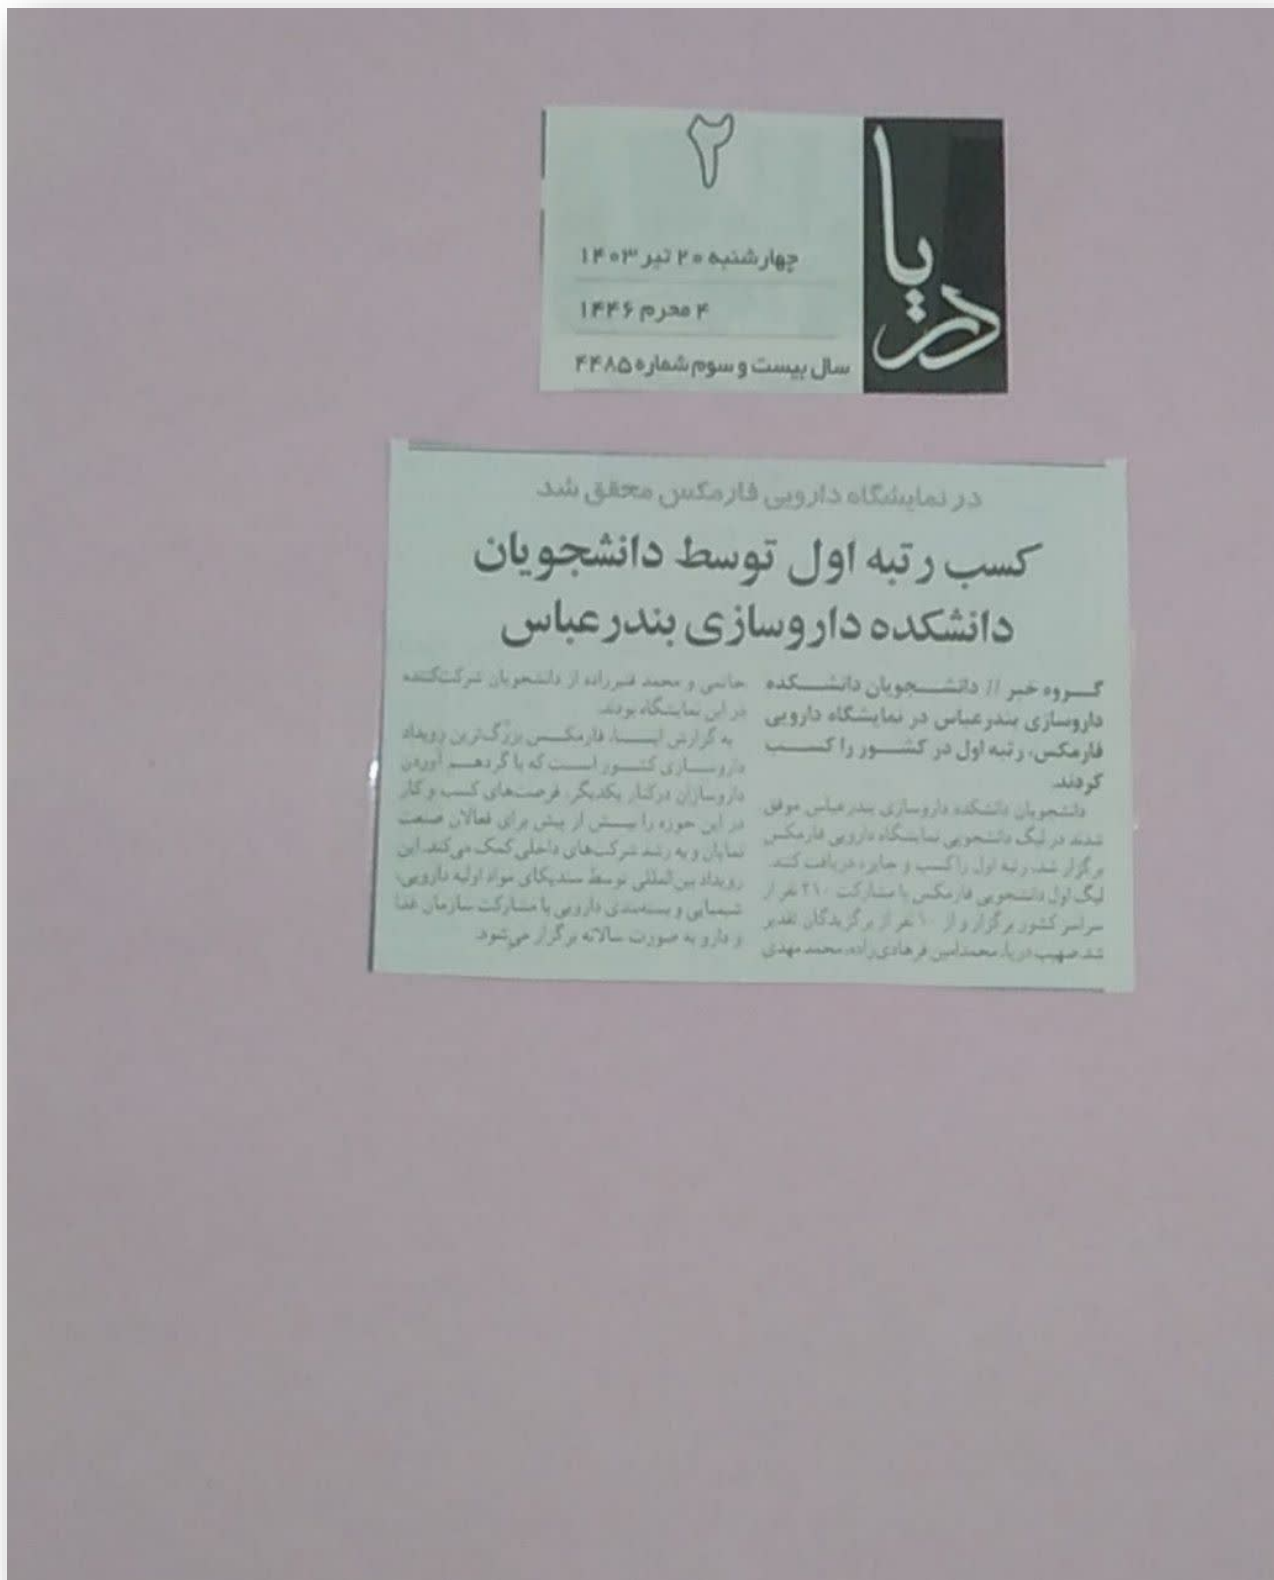 ۲
دریا
چهارشنبه ۲۰ تیر ۱۴۰۳
۴ محرم ۱۴۴۶
سال بیست و سوم شماره ۴۴۸۵
در نمایشگاه دارویی فارمکس محقق شد
کسب رتبه اول توسط دانشجویان
دانشکده داروسازی بندرعباس
گروه خبر // دانشجویان دانشکده
داروسازی بندرعباس در نمایشگاه دارویی
فارمکس، رتبه اول در کشور را کسب
کردند.
دانشجویان دانشکده داروسازی بندرعباس موفق
شدند در لیگ دانشجویی نمایشگاه دارویی فارمکس
برگزار شد، رتبه اول را کسب و جایزه دریافت کنند.
لیگ اول دانشجویی فارمکس با مشارکت ۲۱۰ نفر از
سراسر کشور برگزار و از ۱۰ نفر از برگزیدگان تقدیر
شد. صهیب دریا، محمدامین فرهادی‌زاده، محمد مهدی
و محمد قنبرزاده از دانشجویان شرکت‌کننده
در این نمایشگاه بودند.
به گزارش ایسنا، فارمکس بزرگ‌ترین رویداد
داروسازی کشور است که با گردهم آوردن
داروسازان در کنار یکدیگر، فرصت‌های کسب و کار
در این حوزه را بیش از پیش برای فعالان صنعت
نمایان و به رشد شرکت‌های داخلی کمک می‌کند. این
رویداد بین‌المللی توسط سندیکای مواد اولیه دارویی،
شیمیایی و بسته‌بندی دارویی با مشارکت سازمان غذا
و دارو به صورت سالانه برگزار می‌شود.